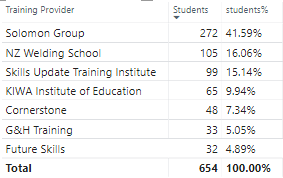 Training Provider Students students%
Solomon Group 272 41.59%
NZ Welding School 105 16.06%
Skills Update Training Institute 99 15.14%
KIWA Institute of Education 65 9.94%
Cornerstone 48 7.34%
G&H Training 33 5.05%
Future Skills 32 4.89%
Total 654 100.00%